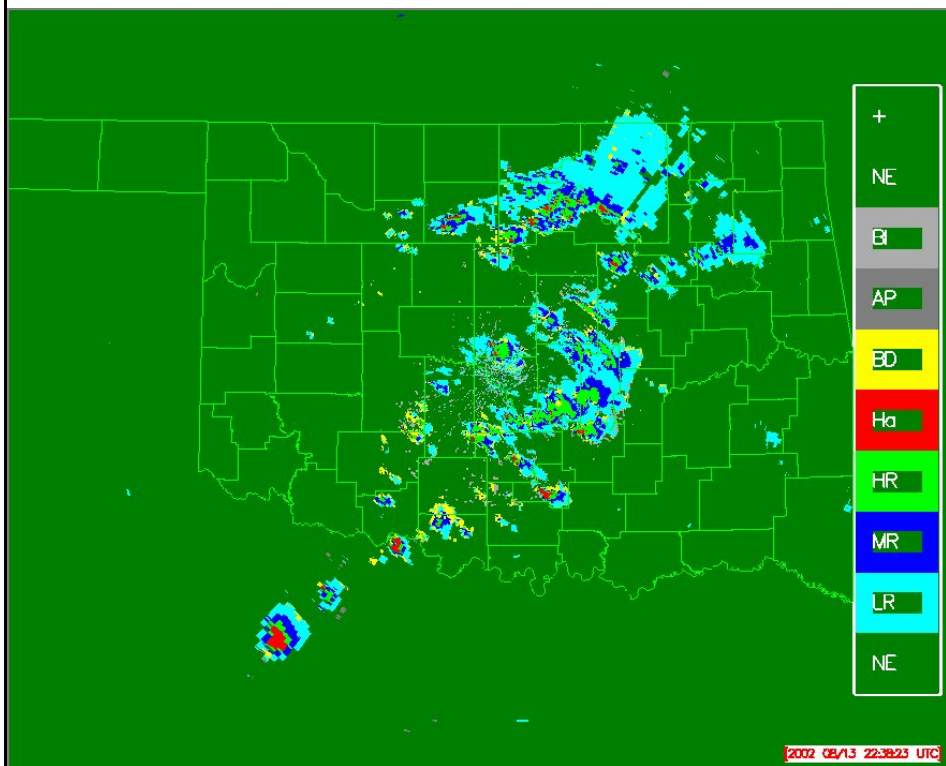 +
NE
BI
AP
BD
Ha
HR
MR
LR
NE
[2002 08/13 22:38:23 UTC]